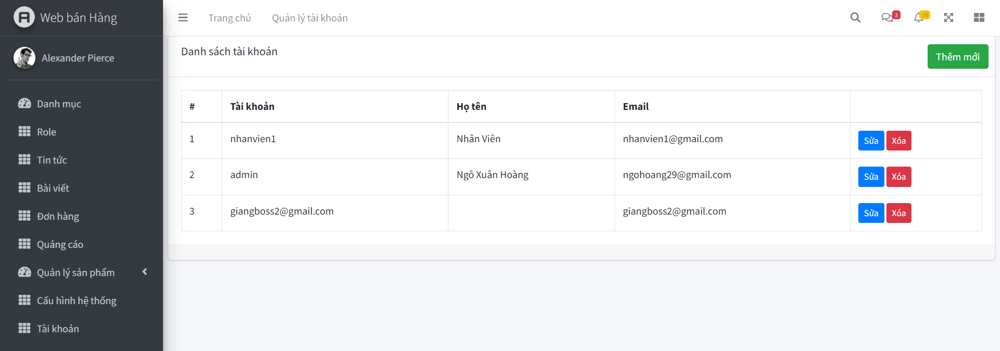 A Web bán Hàng
Alexander Pierce
Danh mục
Role
Tin tức
Bài viết
Đơn hàng
Quảng cáo
Quản lý sản phẩm
Cấu hình hệ thống
Tài khoản
Trang chủ Quản lý tài khoản 3 15
Danh sách tài khoản Thêm mới
# Tài khoản Họ tên Email
1 nhanvien1 Nhân Viên nhanvien1@gmail.com Sửa Xóa
2 admin Ngô Xuân Hoàng ngohoang29@gmail.com Sửa Xóa
3 giangboss2@gmail.com giangboss2@gmail.com Sửa Xóa